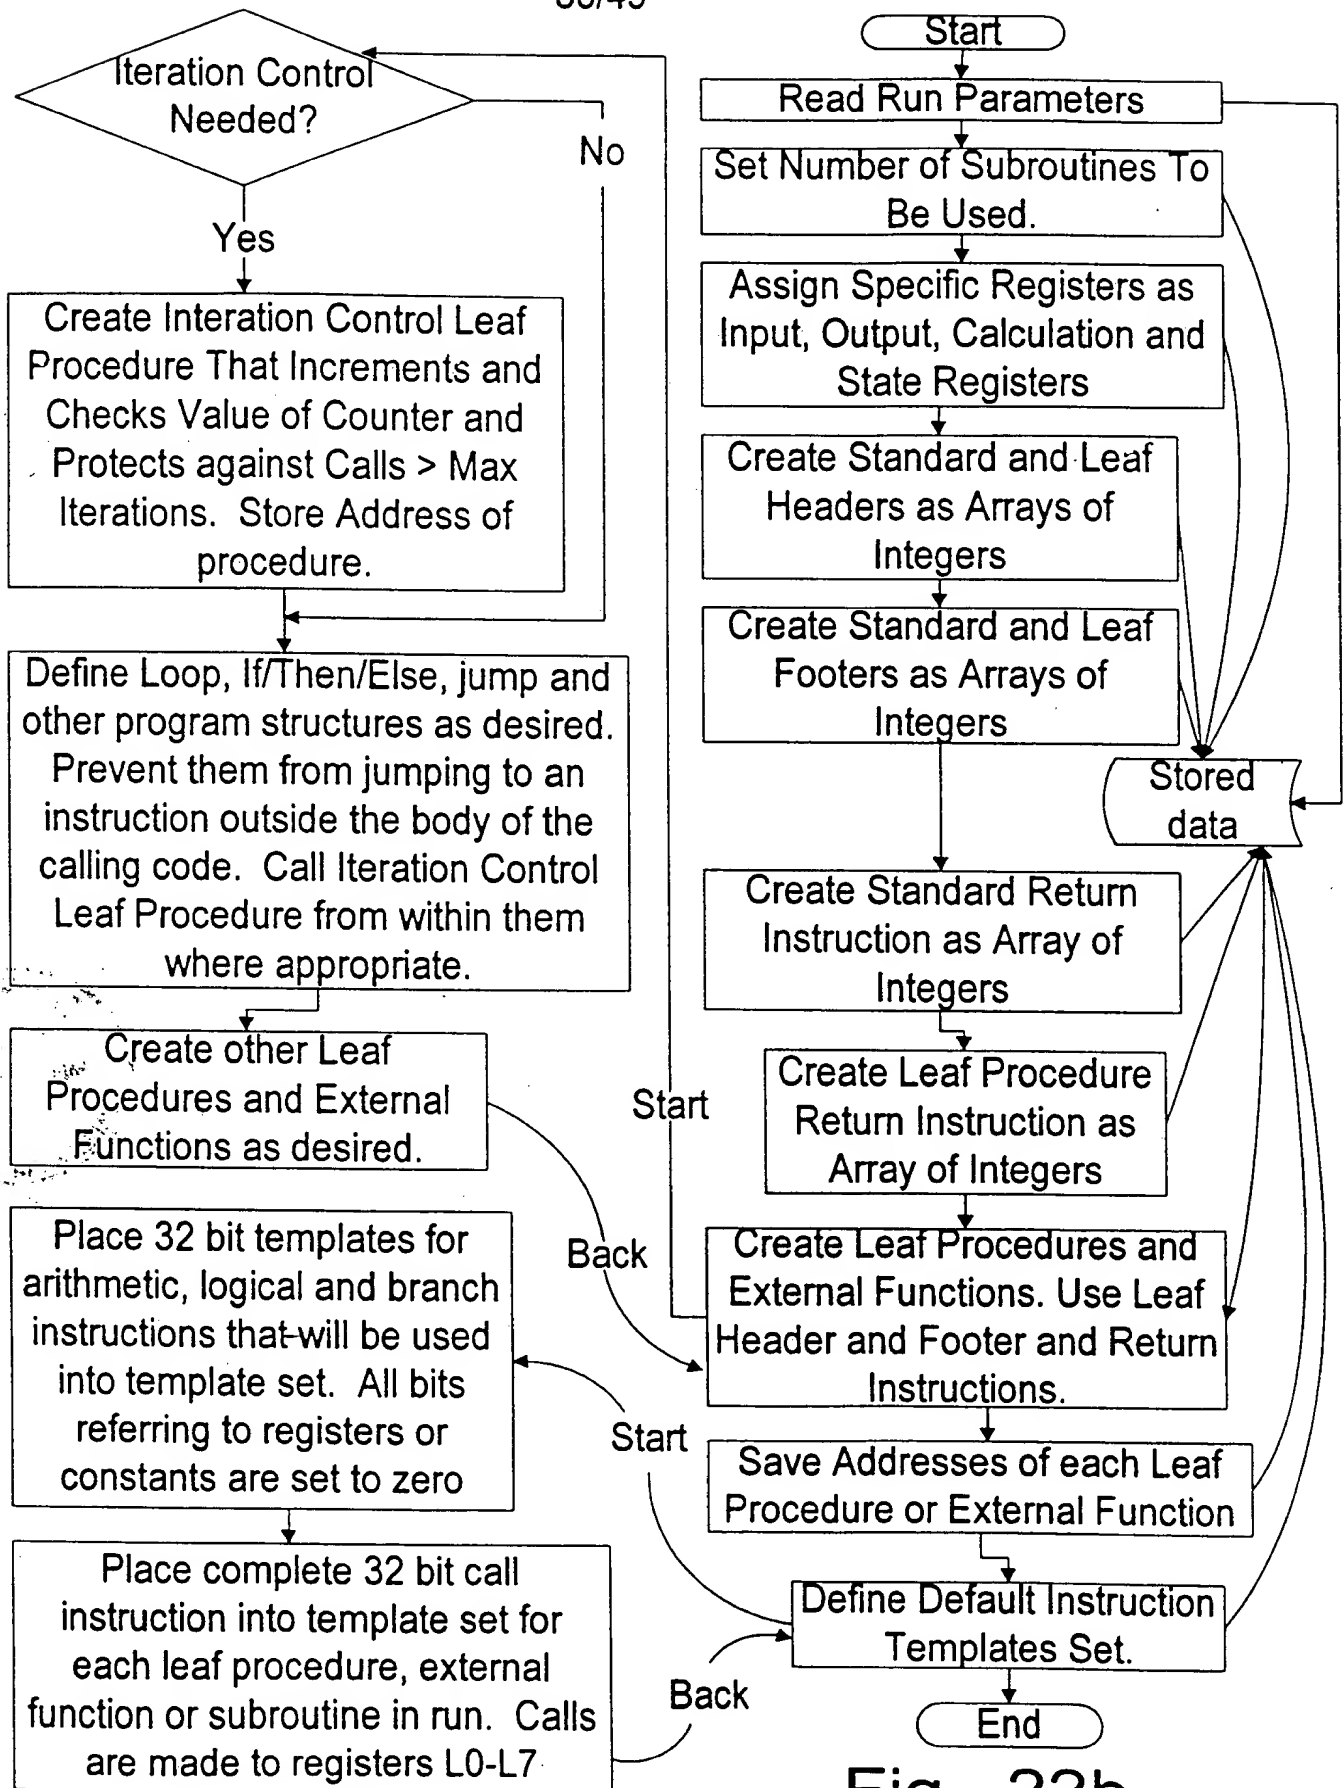 Start
Read Run Parameters
Set Number of Subroutines To
Be Used.
Assign Specific Registers as
Input, Output, Calculation and
State Registers
Create Standard and Leaf
Headers as Arrays of
Integers
Create Standard and Leaf
Footers as Arrays of
Integers
Stored
data
Create Standard Return
Instruction as Array of
Integers
Create Leaf Procedure
Return Instruction as
Array of Integers
Create Leaf Procedures and
External Functions. Use Leaf
Header and Footer and Return
Instructions.
Save Addresses of each Leaf
Procedure or External Function
Define Default Instruction
Templates Set.
End
Start
Iteration Control
Needed?
No
Yes
Create Interation Control Leaf
Procedure That Increments and
Checks Value of Counter and
Protects against Calls > Max
Iterations. Store Address of
procedure.
Define Loop, If/Then/Else, jump and
other program structures as desired.
Prevent them from jumping to an
instruction outside the body of the
calling code. Call Iteration Control
Leaf Procedure from within them
where appropriate.
Create other Leaf
Procedures and External
Functions as desired.
Back
Start
Place 32 bit templates for
arithmetic, logical and branch
instructions that will be used
into template set. All bits
referring to registers or
constants are set to zero
Place complete 32 bit call
instruction into template set for
each leaf procedure, external
function or subroutine in run. Calls
are made to registers L0-L7
Back